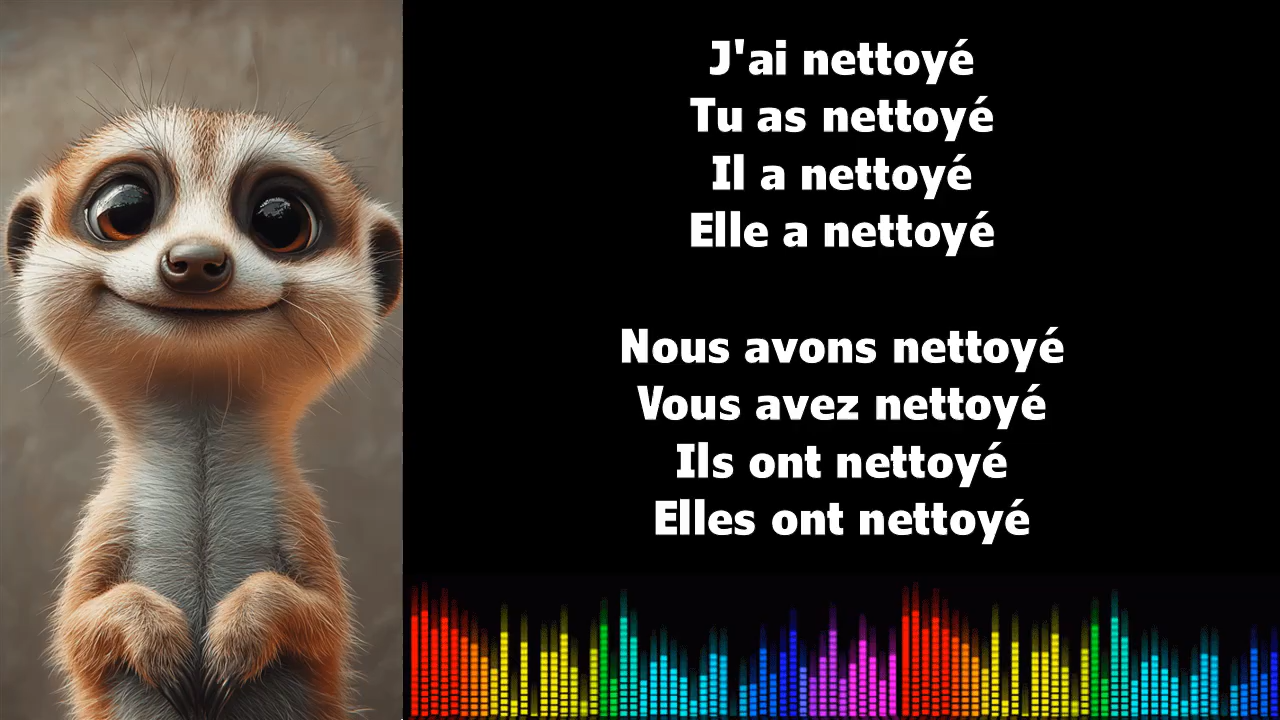 J'ai nettoyé
Tu as nettoyé
Il a nettoyé
Elle a nettoyé
Nous avons nettoyé
Vous avez nettoyé
Ils ont nettoyé
Elles ont nettoyé